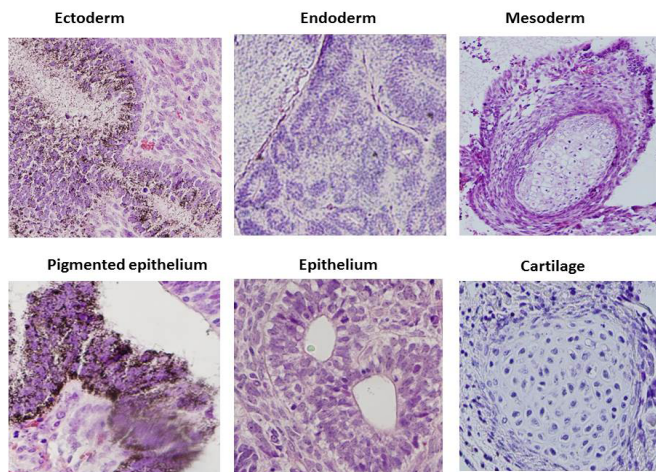 Ectoderm
Endoderm
Mesoderm
Pigmented epithelium
Epithelium
Cartilage